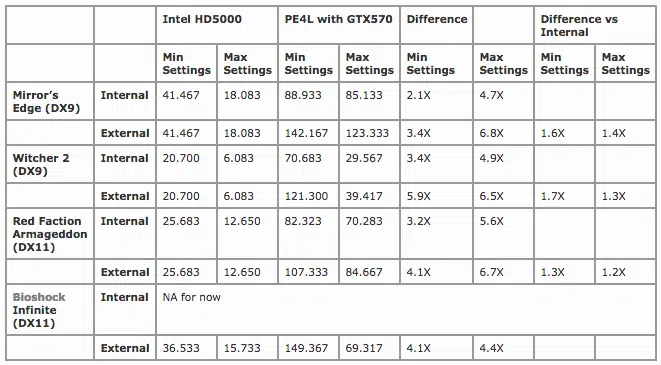 Intel HD5000 PE4L with GTX570 Difference Difference vs
Internal
Min Max Min Max Min Max Min Max
Settings Settings Settings Settings Settings Settings Settings Settings
Mirror’s Internal 41.467 18.083 88.933 85.133 2.1X 4.7X
Edge (DX9)
External 41.467 18.083 142.167 123.333 3.4X 6.8X 1.6X 1.4X
Witcher 2 Internal 20.700 6.083 70.683 29.567 3.4X 4.9X
(DX9)
External 20.700 6.083 121.300 39.417 5.9X 6.5X 1.7X 1.3X
Red Faction Internal 25.683 12.650 82.323 70.283 3.2X 5.6X
Armageddon
(DX11)
External 25.683 12.650 107.333 84.667 4.1X 6.7X 1.3X 1.2X
Bioshock Internal NA for now
Infinite
(DX11)
External 36.533 15.733 149.367 69.317 4.1X 4.4X